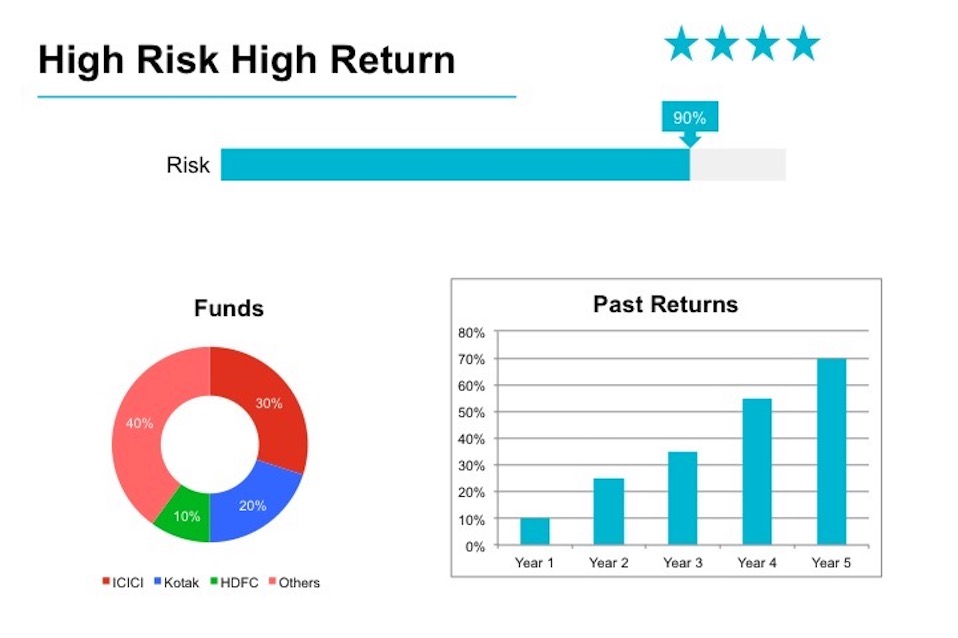 High Risk High Return
90%
Risk
Funds
30%
40%
20%
10%
ICICI Kotak HDFC Others
Past Returns
80%
70%
60%
50%
40%
30%
20%
10%
0%
Year 1 Year 2 Year 3 Year 4 Year 5